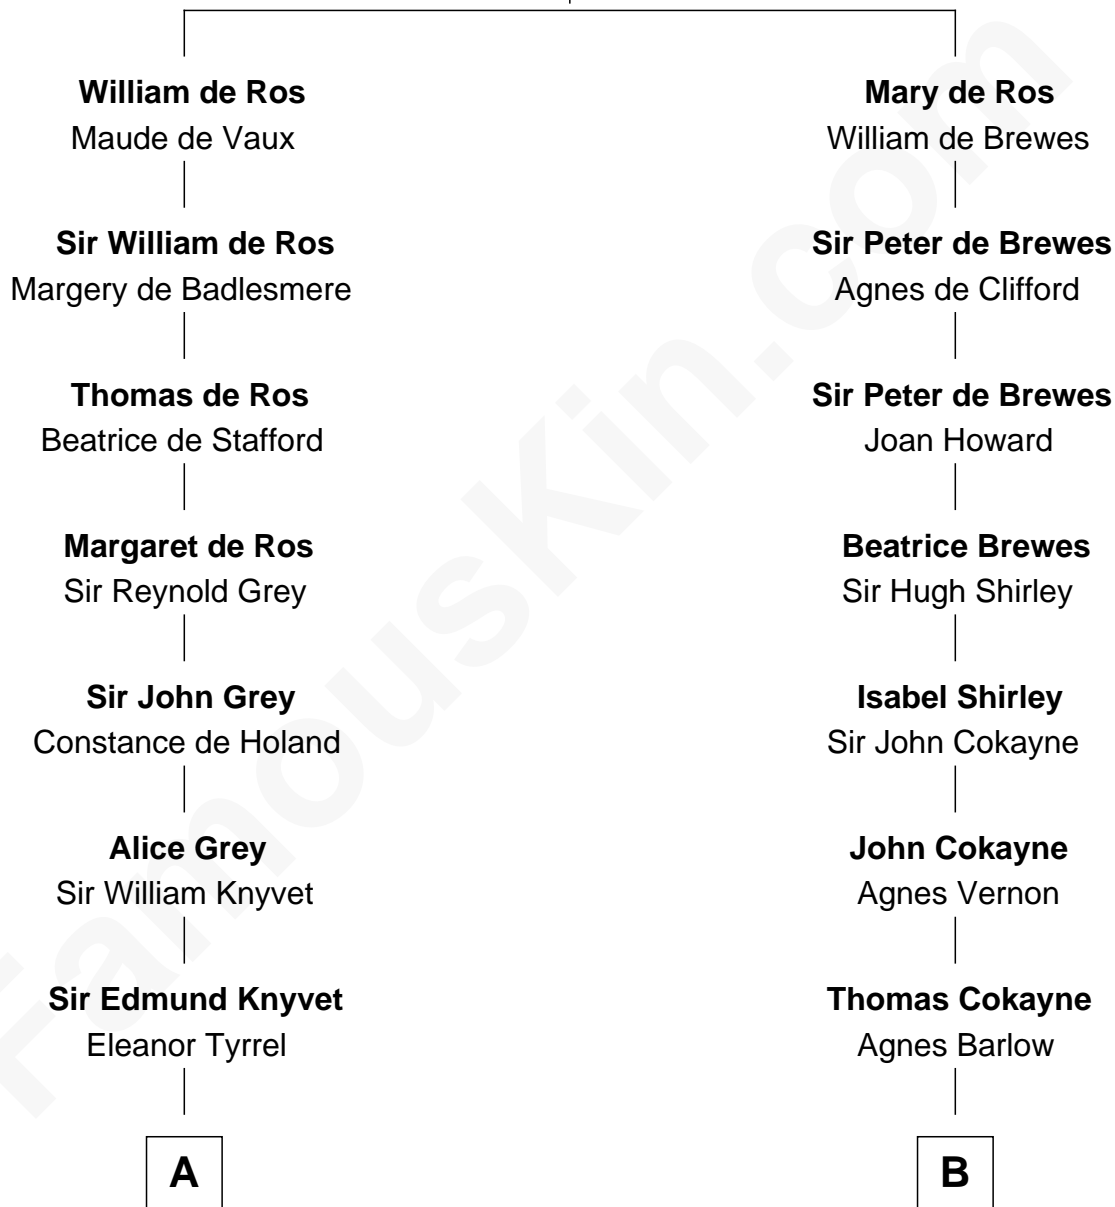 William de Ros
Maude de Vaux
Sir William de Ros
Margery de Badlesmere
Thomas de Ros
Beatrice de Stafford
Margaret de Ros
Sir Reynold Grey
Sir John Grey
Constance de Holand
Alice Grey
Sir William Knyvet
Sir Edmund Knyvet
Eleanor Tyrrel
A
Mary de Ros
William de Brewes
Sir Peter de Brewes
Agnes de Clifford
Sir Peter de Brewes
Joan Howard
Beatrice Brewes
Sir Hugh Shirley
Isabel Shirley
Sir John Cokayne
John Cokayne
Agnes Vernon
Thomas Cokayne
Agnes Barlow
B
FamousKin.com